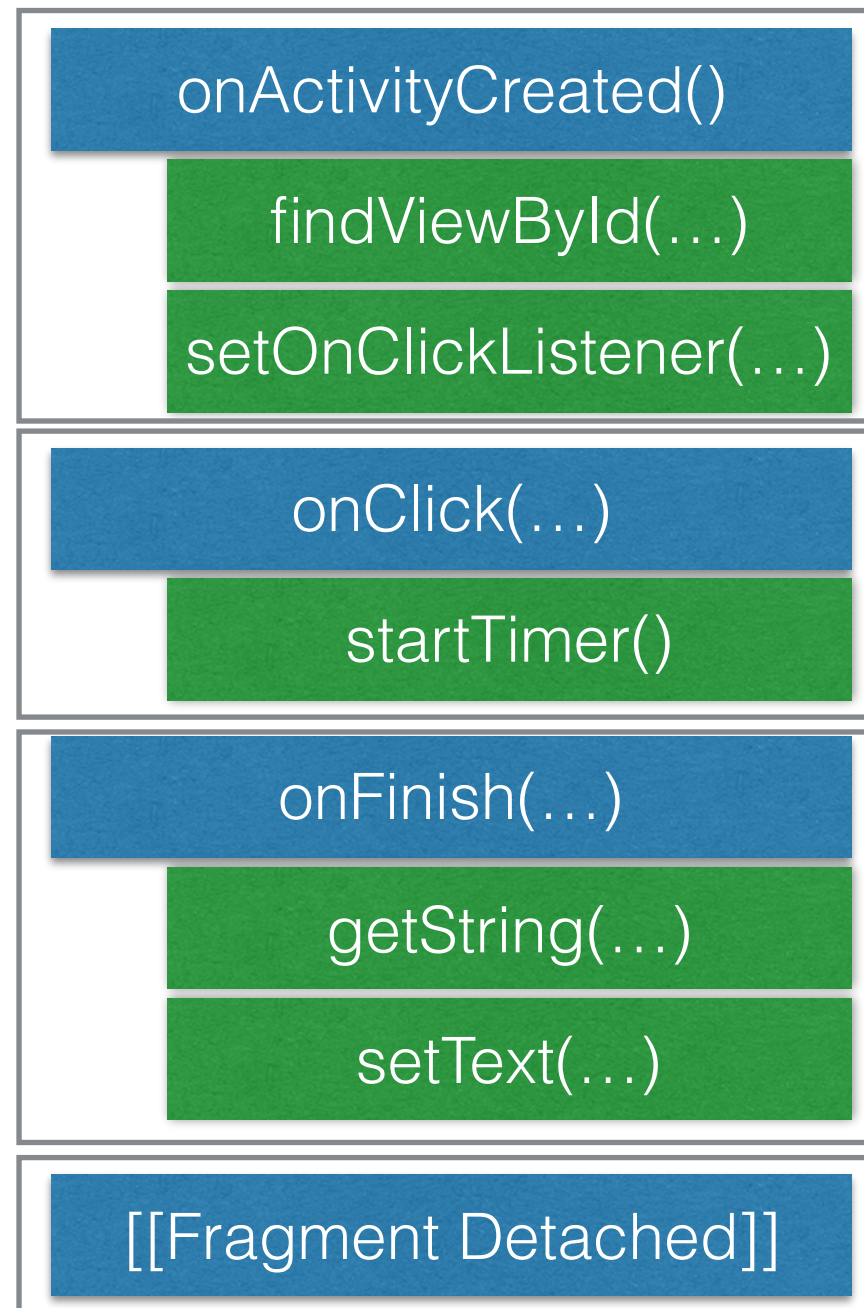 onActivityCreated()
findViewById(…)
setOnClickListener(…)
onClick(…)
startTimer()
onFinish(…)
getString(…)
setText(…)
[[Fragment Detached]]